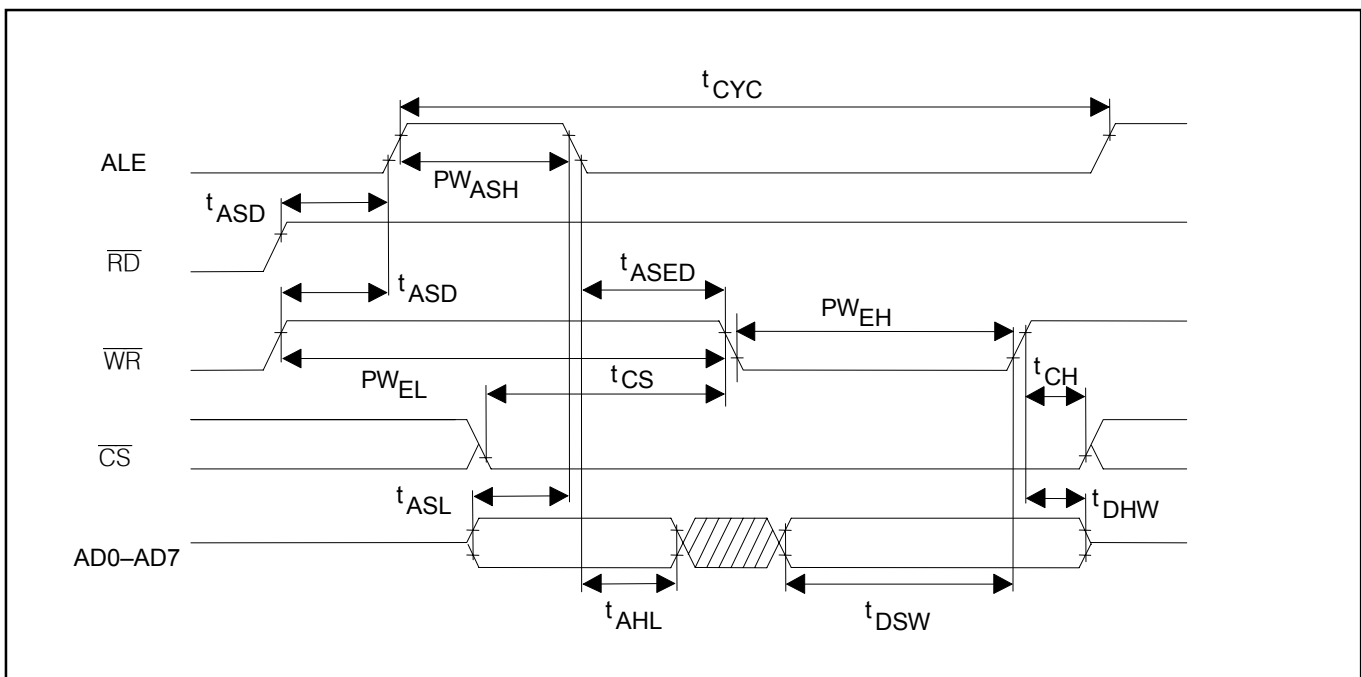 tCYC
ALE
PWASH
tASD
RD
tASED
tASD
PWEH
WR
tCH
PWEL
tCS
CS
tASL
tDHW
AD0–AD7
tAHL
tDSW